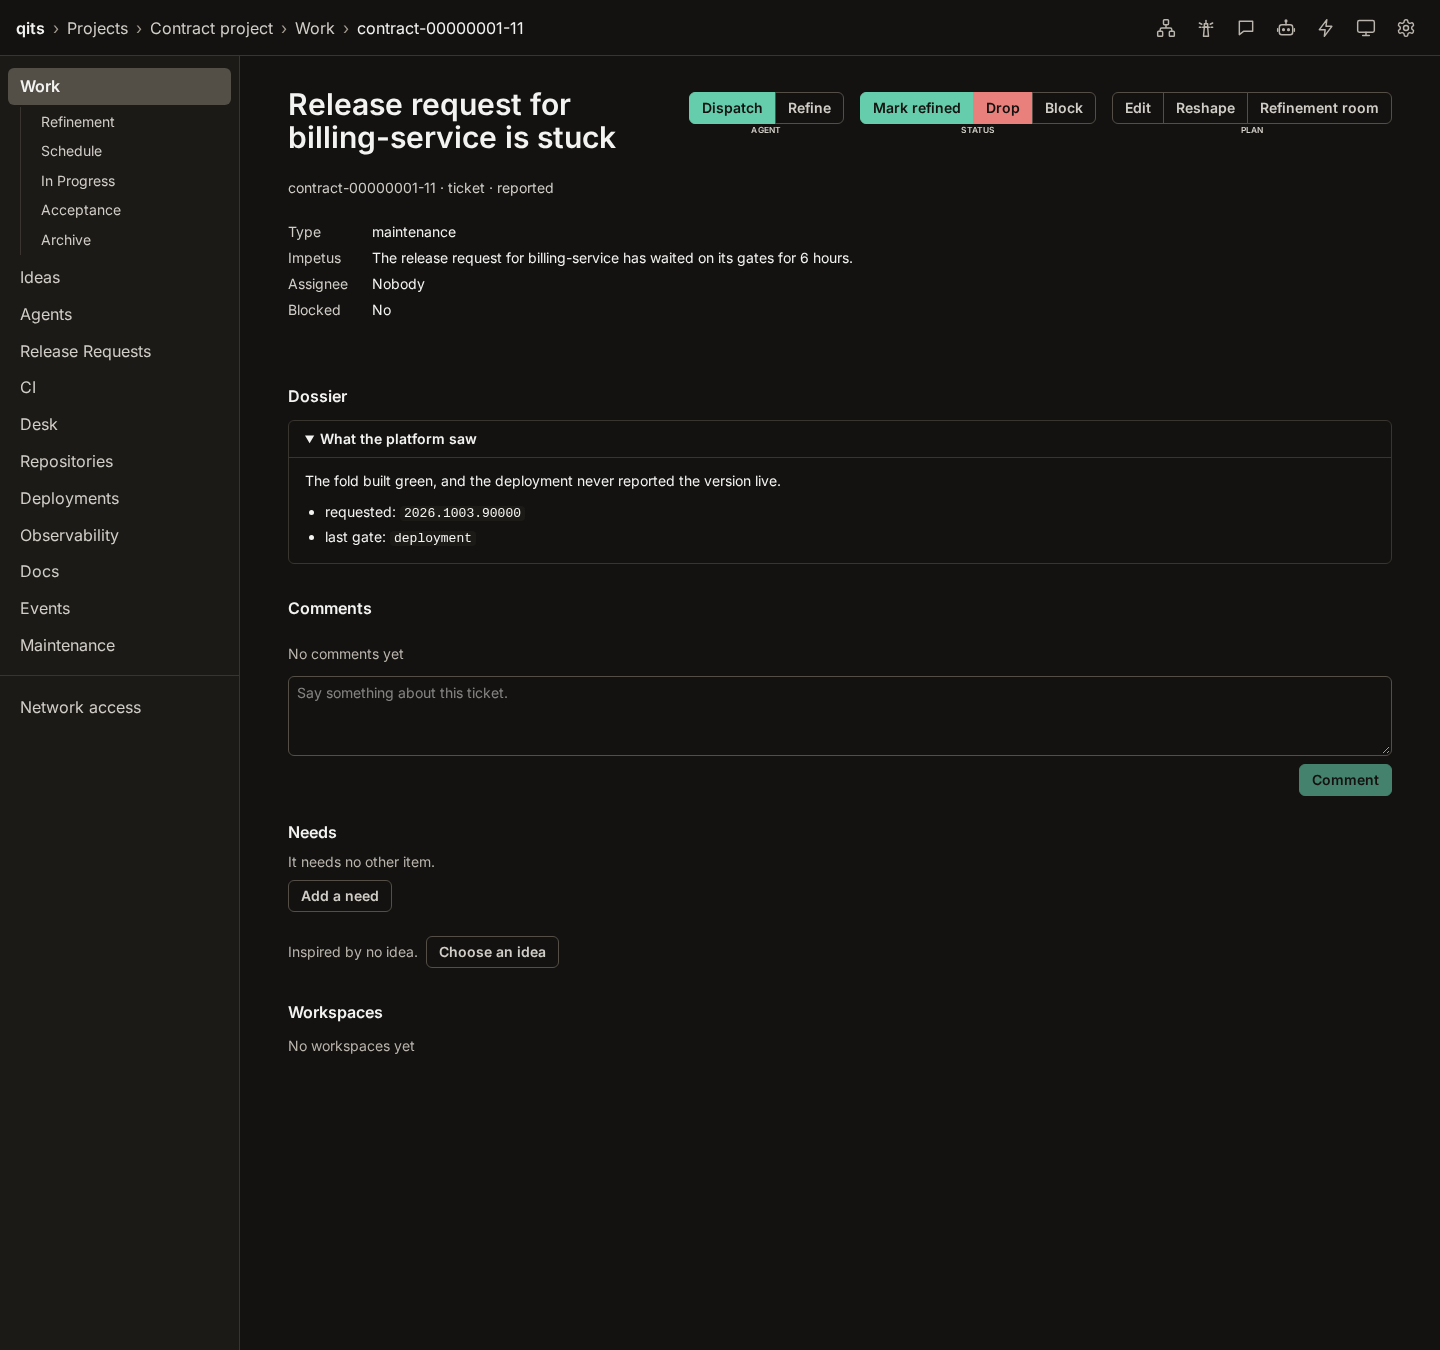 qits › Projects › Contract project › Work › contract-00000001-11
Work
Refinement
Schedule
In Progress
Acceptance
Archive
Ideas
Agents
Release Requests
CI
Desk
Repositories
Deployments
Observability
Docs
Events
Maintenance
Network access
Release request for
billing-service is stuck
Dispatch Refine
AGENT
Mark refined Drop Block
STATUS
Edit Reshape Refinement room
PLAN
contract-00000001-11 · ticket · reported
Type maintenance
Impetus The release request for billing-service has waited on its gates for 6 hours.
Assignee Nobody
Blocked No
Dossier
▼ What the platform saw
The fold built green, and the deployment never reported the version live.
• requested: 2026.1003.90000
• last gate: deployment
Comments
No comments yet
Say something about this ticket.
Comment
Needs
It needs no other item.
Add a need
Inspired by no idea. Choose an idea
Workspaces
No workspaces yet